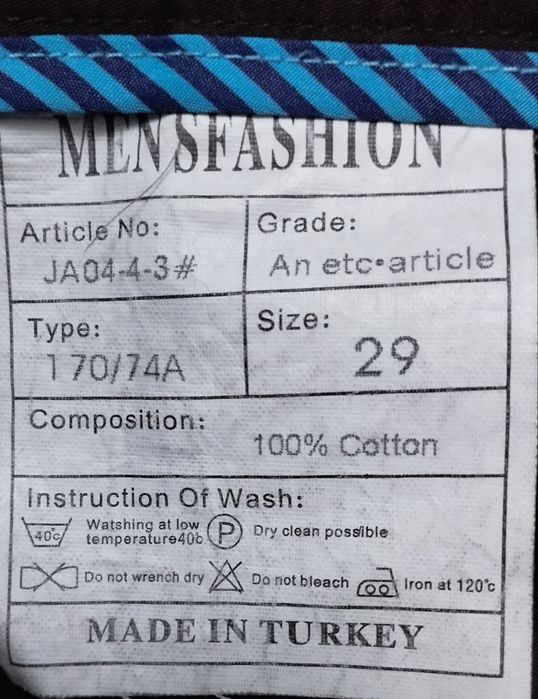 MENSFASHION
Article No:
JA04-4-3#
Grade:
An etc•article
Type:
170/74A
Size:
29
Composition:
100% Cotton
Instruction Of Wash:
40c
Watshing at low
temperature40c
P
Dry clean possible
Do not wrench dry
Do not bleach
Iron at 120°c
MADE IN TURKEY